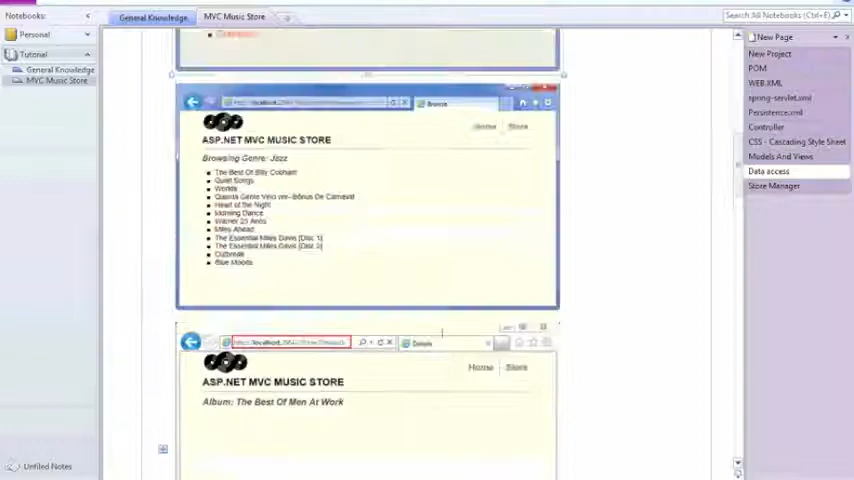 Notebooks:
General Knowledge
MVC Music Store
Search All Notebooks (Ctrl+E)
Personal
Tutorial
General Knowledge
MVC Music Store
Unfiled Notes
Browse
Home
Store
ASP.NET MVC MUSIC STORE
Browsing Genre: Jazz
The Best Of Billy Cobham
Quiet Songs
Worlds
Quanta Gente Veio ver--Bônus De Carnaval
Heart of the Night
Morning Dance
Warner 25 Anos
Miles Ahead
The Essential Miles Davis [Disc 1]
The Essential Miles Davis [Disc 2]
Outbreak
Blue Moods
Details
Home
Store
ASP.NET MVC MUSIC STORE
Album: The Best Of Men At Work
New Page
New Project
POM
WEB.XML
spring-servlet.xml
Persistence.xml
Controller
CSS - Cascading Style Sheet
Models And Views
Data access
Store Manager